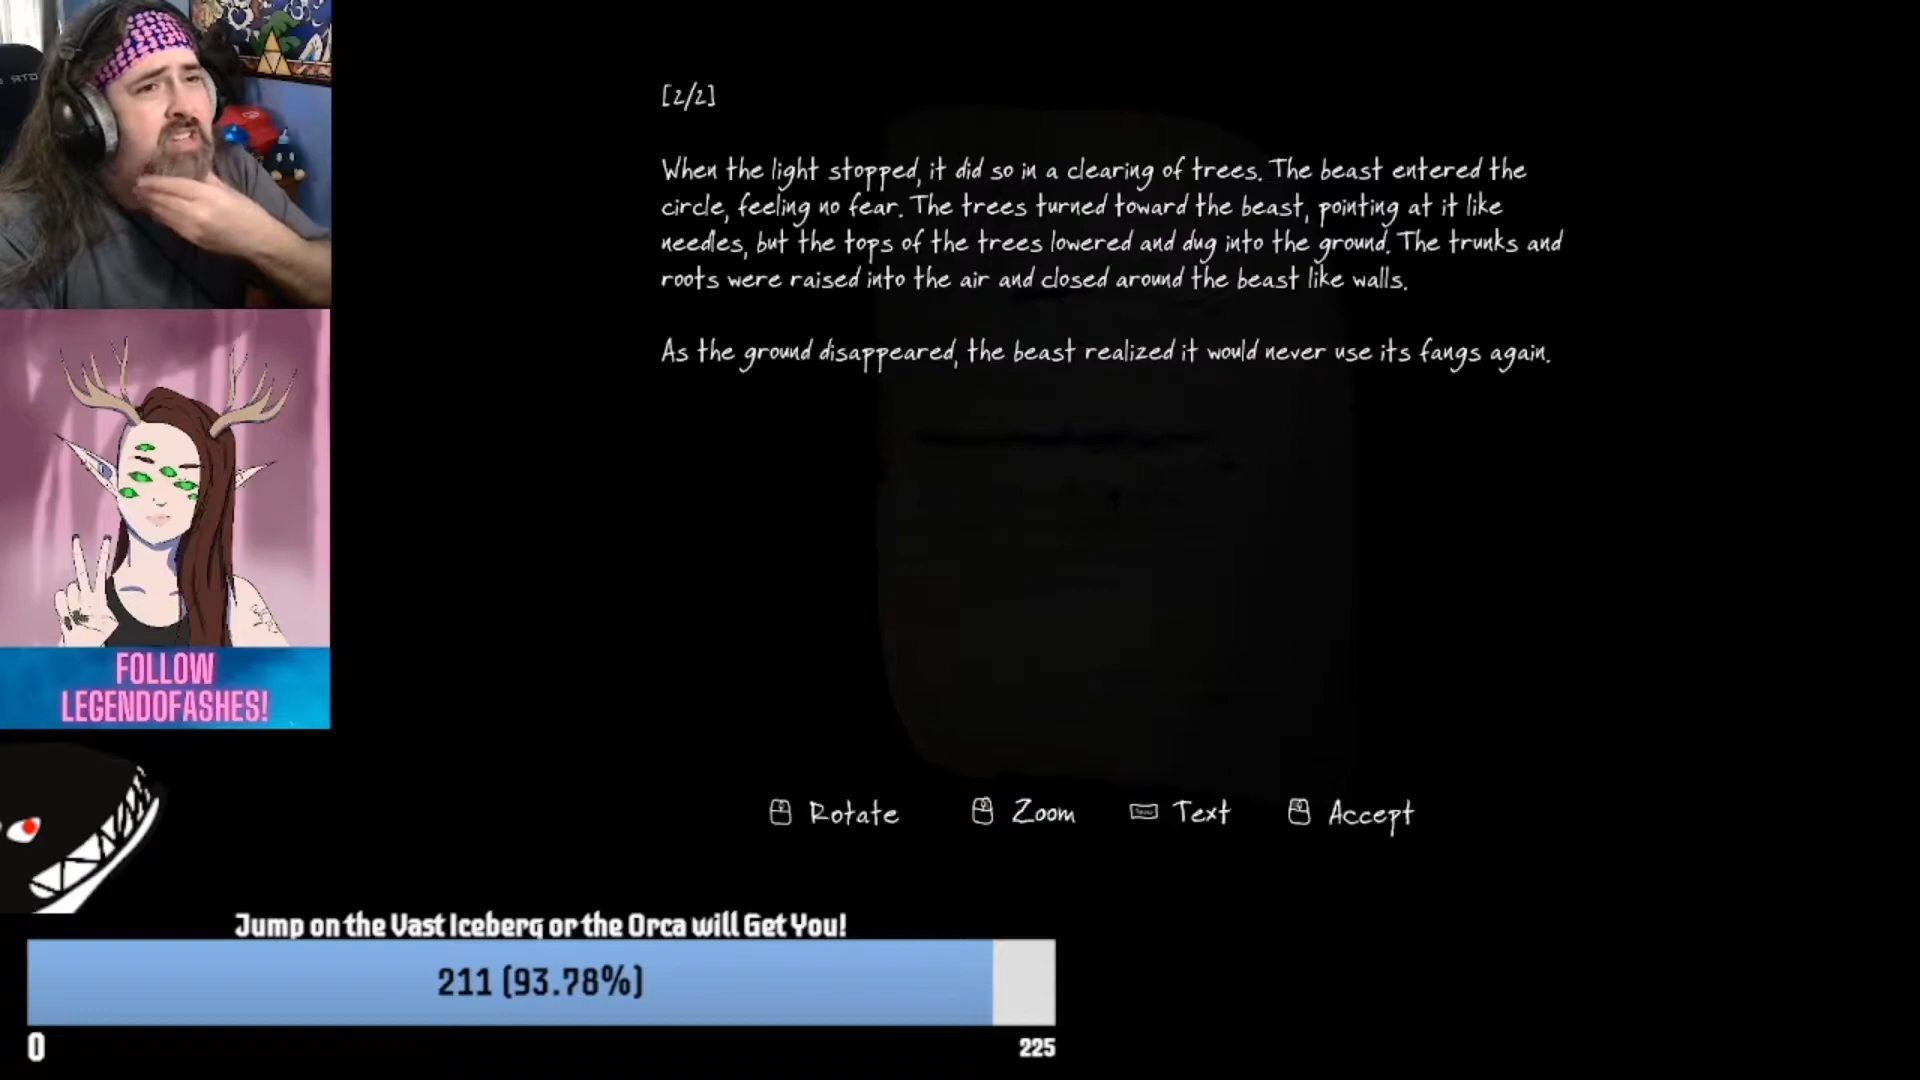 [2/2]
When the light stopped, it did so in a clearing of trees. The beast entered the
circle, feeling no fear. The trees turned toward the beast, pointing at it like
needles, but the tops of the trees lowered and dug into the ground. The trunks and
roots were raised into the air and closed around the beast like walls.
As the ground disappeared, the beast realized it would never use its fangs again.
FOLLOW
LEGENDOFASHES!
Rotate Zoom Text Accept
Jump on the Vast Iceberg or the Orca will Get You!
211 (93.78%)
0 225